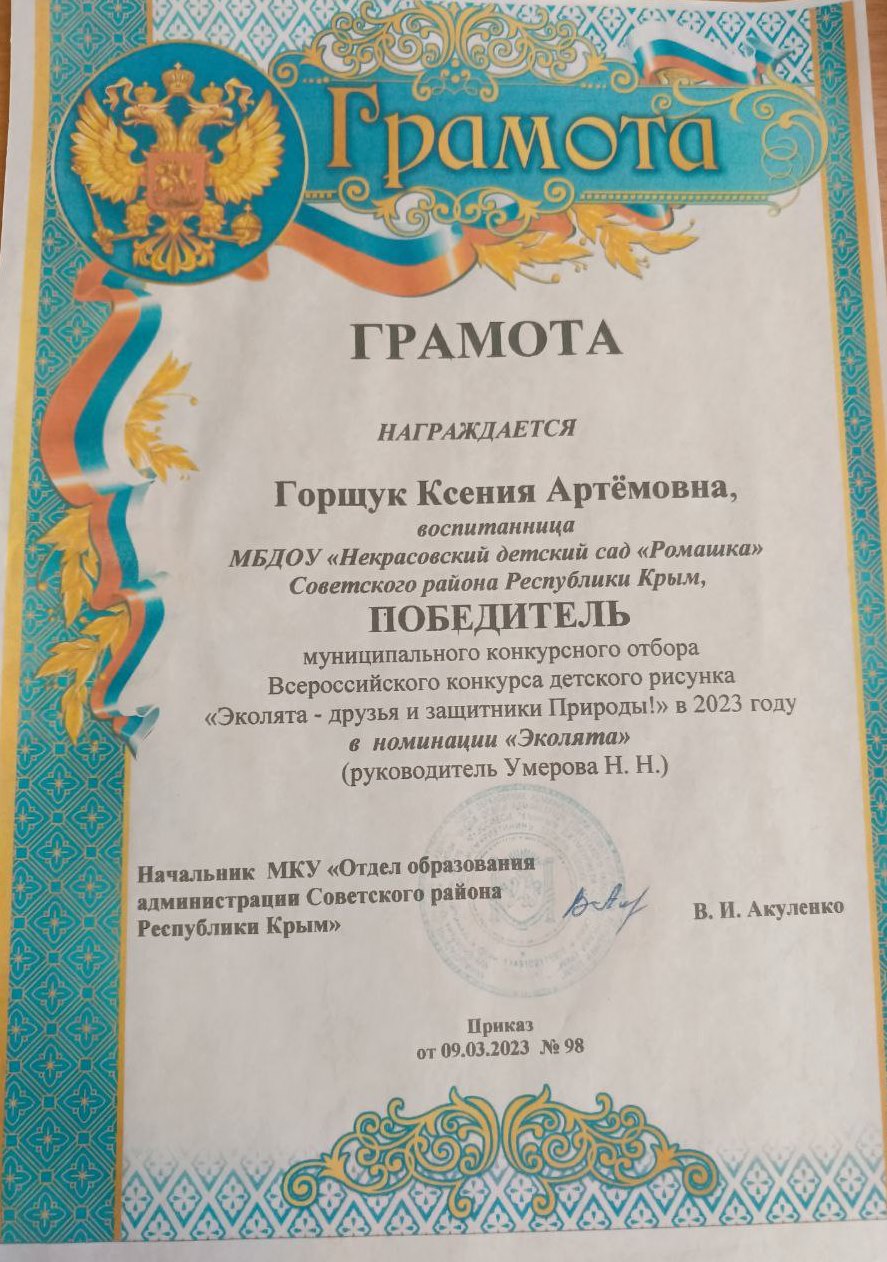 Грамота
ГРАМОТА
НАГРАЖДАЕТСЯ
Горщук Ксения Артёмовна,
воспитанница
МБДОУ «Некрасовский детский сад «Ромашка»
Советского района Республики Крым,
ПОБЕДИТЕЛЬ
муниципального конкурсного отбора
Всероссийского конкурса детского рисунка
«Эколята - друзья и защитники Природы!» в 2023 году
в номинации «Эколята»
(руководитель Умерова Н. Н.)
Начальник МКУ «Отдел образования
администрации Советского района
Республики Крым»
В. И. Акуленко
Приказ
от 09.03.2023 № 98